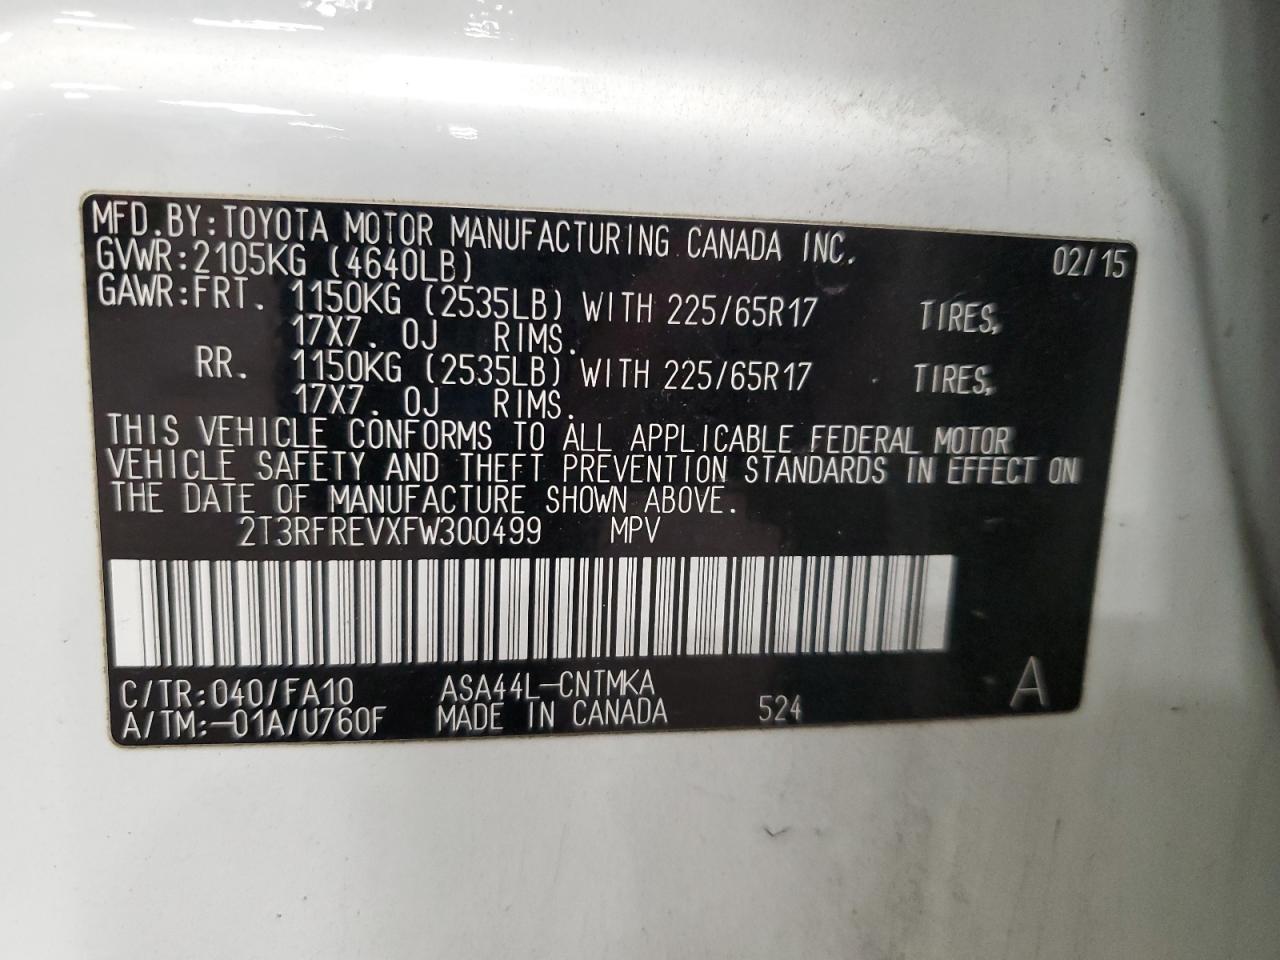 MFD.BY:TOYOTA MOTOR MANUFACTURING CANADA INC. 02/15
GVWR:2105KG (4640LB)
GAWR:FRT. 1150KG (2535LB) WITH 225/65R17 TIRES,
17X7.0J RIMS.
RR. 1150KG (2535LB) WITH 225/65R17 TIRES,
17X7.0J RIMS.
THIS VEHICLE CONFORMS TO ALL APPLICABLE FEDERAL MOTOR
VEHICLE SAFETY AND THEFT PREVENTION STANDARDS IN EFFECT ON
THE DATE OF MANUFACTURE SHOWN ABOVE.
2T3RFREVXFW300499 MPV
C/TR:040/FA10 ASA44L-CNTMKA A
A/TM:-01A/U760F MADE IN CANADA 524